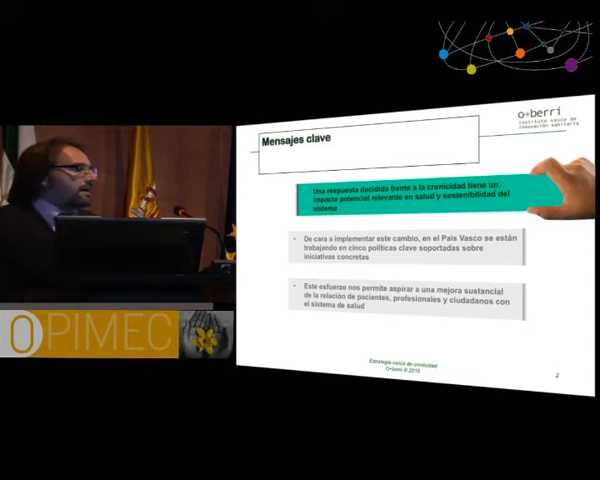 o+berri
instituto vasco de
innovación sanitaria
Mensajes clave
Una respuesta decidida frente a la cronicidad tiene un
impacto potencial relevante en salud y sostenibilidad del
sistema
De cara a implementar este cambio, en el País Vasco se están
trabajando en cinco políticas clave soportadas sobre
iniciativas concretas
Este esfuerzo nos permite aspirar a una mejora sustancial
de la relación de pacientes, profesionales y ciudadanos con
el sistema de salud
OPIMEC
Estrategia vasca de cronicidad
O+berri © 2010
2